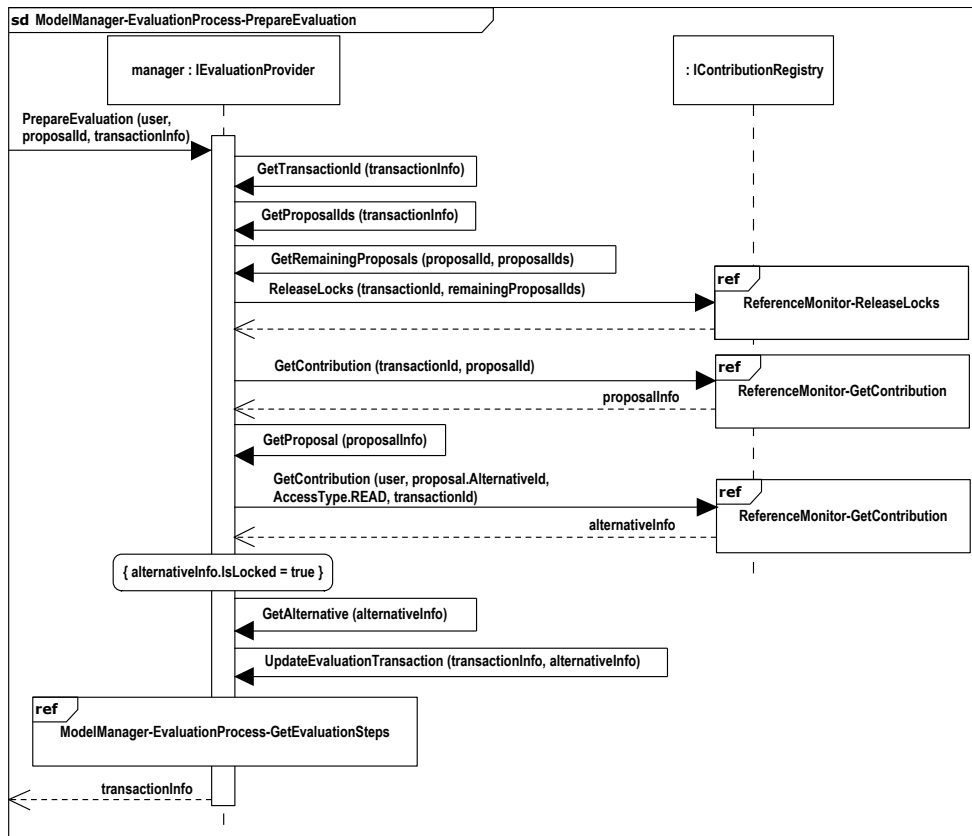 sd ModelManager-EvaluationProcess-PrepareEvaluation
manager : IEvaluationProvider
: IContributionRegistry
PrepareEvaluation (user,
proposalId, transactionInfo)
GetTransactionId (transactionInfo)
GetProposalIds (transactionInfo)
GetRemainingProposals (proposalId, proposalIds)
ReleaseLocks (transactionId, remainingProposalIds)
ref
ReferenceMonitor-ReleaseLocks
GetContribution (transactionId, proposalId)
ref
ReferenceMonitor-GetContribution
proposalInfo
GetProposal (proposalInfo)
GetContribution (user, proposal.AlternativeId,
AccessType.READ, transactionId)
ref
ReferenceMonitor-GetContribution
alternativeInfo
{ alternativeInfo.IsLocked = true }
GetAlternative (alternativeInfo)
UpdateEvaluationTransaction (transactionInfo, alternativeInfo)
ref
ModelManager-EvaluationProcess-GetEvaluationSteps
transactionInfo